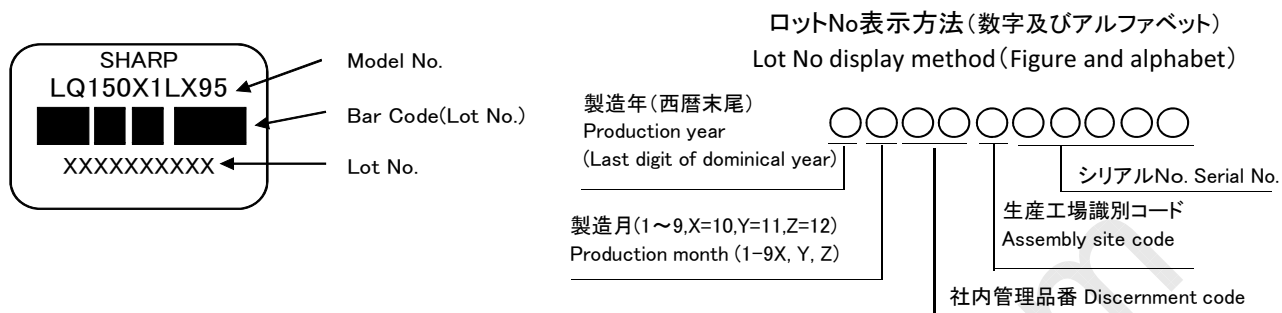 SHARP
LQ150X1LX95
XXXXXXXXXX
Model No.
Bar Code(Lot No.)
Lot No.
ロットNo表示方法(数字及びアルファベット)
Lot No display method(Figure and alphabet)
製造年(西暦末尾)
Production year
(Last digit of dominical year)
シリアルNo. Serial No.
製造月(1~9,X=10,Y=11,Z=12)
Production month (1-9X, Y, Z)
生産工場識別コード
Assembly site code
社内管理品番 Discernment code